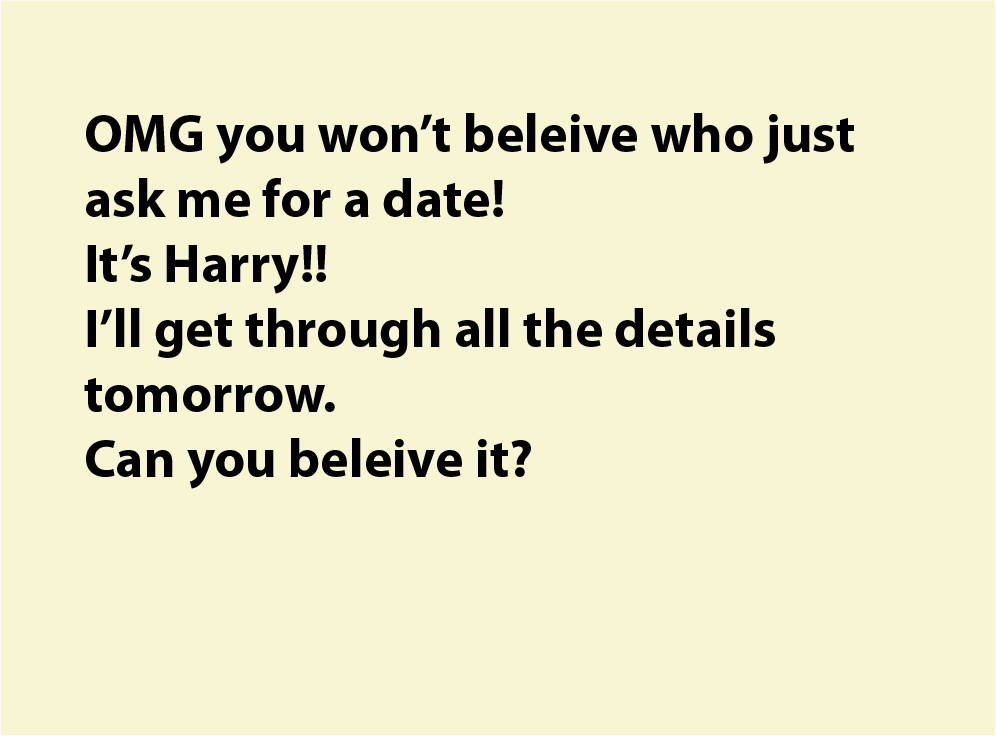 OMG you won’t beleive who just
ask me for a date!
It’s Harry!!
I’ll get through all the details
tomorrow.
Can you beleive it?